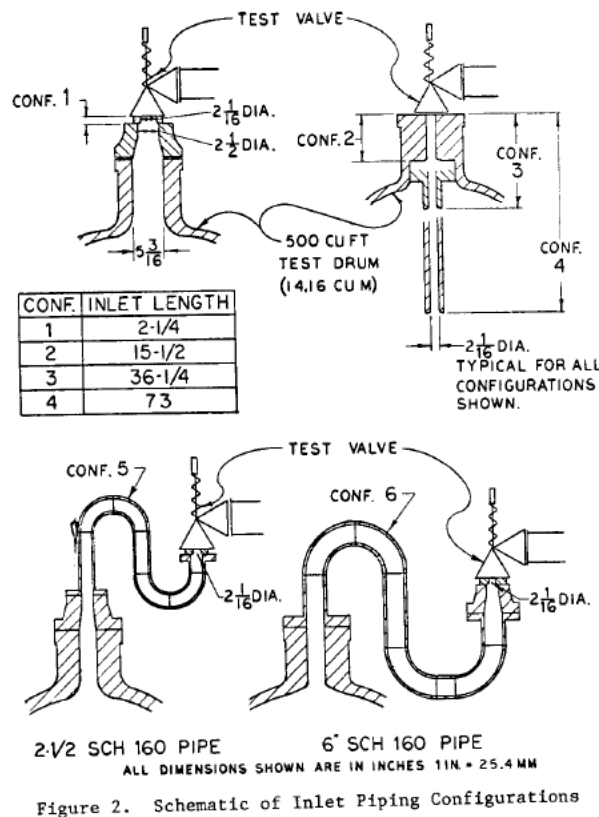 TEST VALVE
CONF. 1
2 1/16 DIA.
2 1/2 DIA.
CONF. 2
CONF. 3
CONF. 4
5 3/16
500 CU FT
TEST DRUM
(14,16 CU M)
2 1/16 DIA.
TYPICAL FOR ALL
CONFIGURATIONS
SHOWN.
CONF. INLET LENGTH
1 2-1/4
2 15-1/2
3 36-1/4
4 73
TEST VALVE
CONF. 5
CONF. 6
2 1/16 DIA.
2 1/16 DIA.
2-1/2 SCH 160 PIPE
6" SCH 160 PIPE
ALL DIMENSIONS SHOWN ARE IN INCHES 1 IN. = 25.4 MM
Figure 2. Schematic of Inlet Piping Configurations